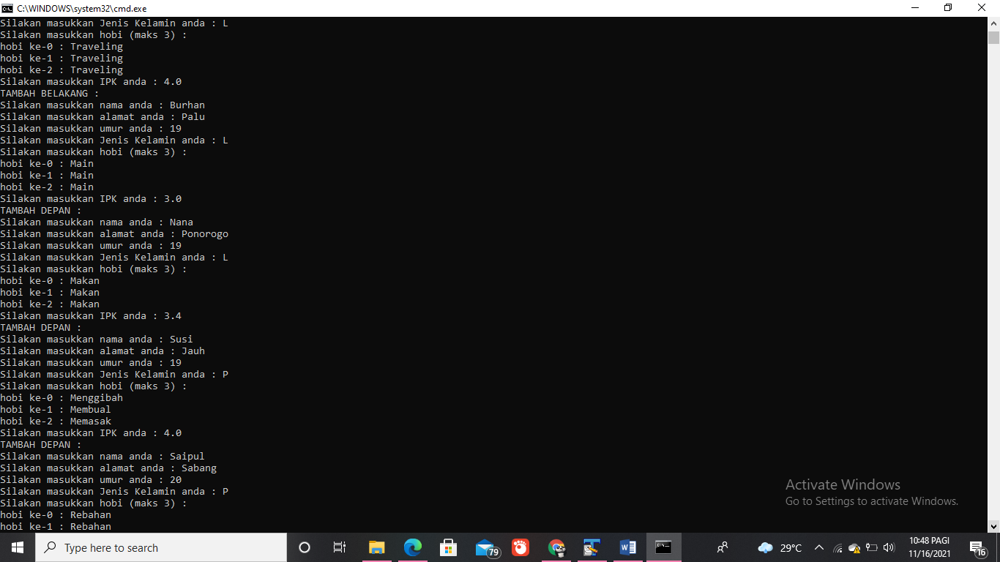 C:\WINDOWS\system32\cmd.exe
Silakan masukkan Jenis Kelamin anda : L
Silakan masukkan hobi (maks 3) :
hobi ke-0 : Traveling
hobi ke-1 : Traveling
hobi ke-2 : Traveling
Silakan masukkan IPK anda : 4.0
TAMBAH BELAKANG :
Silakan masukkan nama anda : Burhan
Silakan masukkan alamat anda : Palu
Silakan masukkan umur anda : 19
Silakan masukkan Jenis Kelamin anda : L
Silakan masukkan hobi (maks 3) :
hobi ke-0 : Main
hobi ke-1 : Main
hobi ke-2 : Main
Silakan masukkan IPK anda : 3.0
TAMBAH DEPAN :
Silakan masukkan nama anda : Nana
Silakan masukkan alamat anda : Ponorogo
Silakan masukkan umur anda : 19
Silakan masukkan Jenis Kelamin anda : L
Silakan masukkan hobi (maks 3) :
hobi ke-0 : Makan
hobi ke-1 : Makan
hobi ke-2 : Makan
Silakan masukkan IPK anda : 3.4
TAMBAH DEPAN :
Silakan masukkan nama anda : Susi
Silakan masukkan alamat anda : Jauh
Silakan masukkan umur anda : 19
Silakan masukkan Jenis Kelamin anda : P
Silakan masukkan hobi (maks 3) :
hobi ke-0 : Menggibah
hobi ke-1 : Membual
hobi ke-2 : Memasak
Silakan masukkan IPK anda : 4.0
TAMBAH DEPAN :
Silakan masukkan nama anda : Saipul
Silakan masukkan alamat anda : Sabang
Silakan masukkan umur anda : 20
Silakan masukkan Jenis Kelamin anda : P
Silakan masukkan hobi (maks 3) :
hobi ke-0 : Rebahan
hobi ke-1 : Rebahan
Activate Windows
Go to Settings to activate Windows.
Type here to search
79
29°C
10:48 PAGI
11/16/2021
16